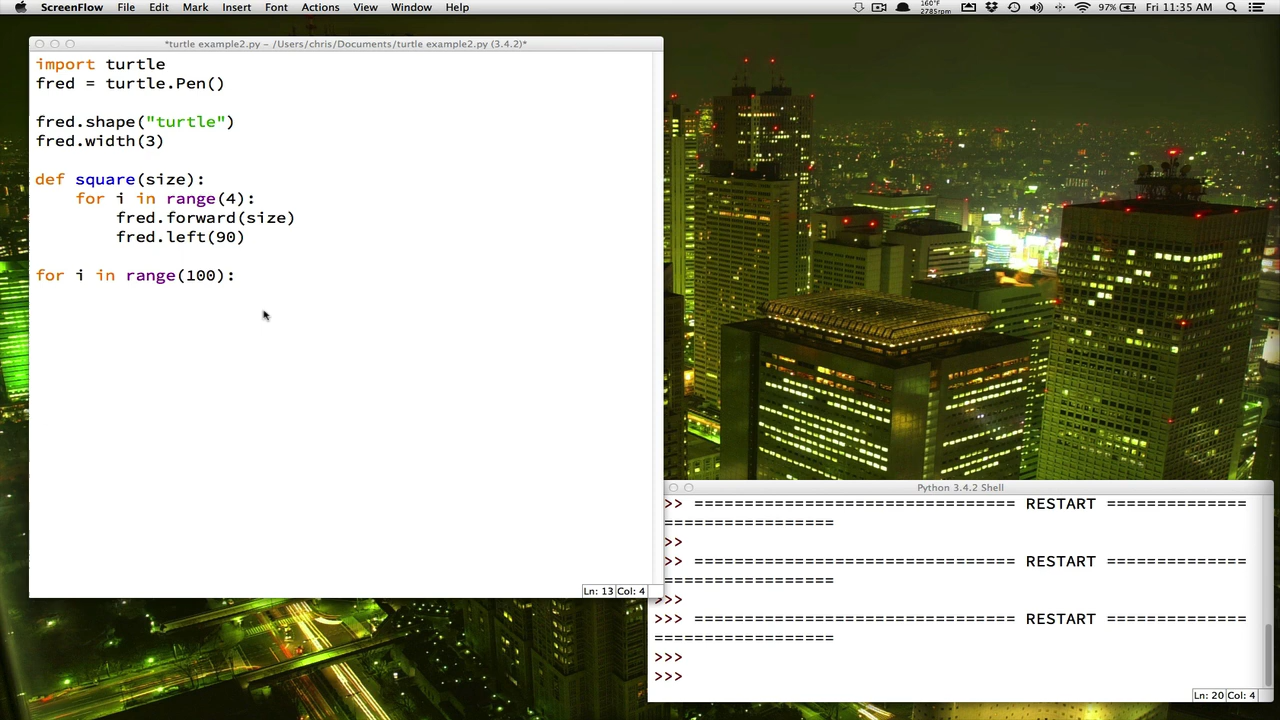 ScreenFlow File Edit Mark Insert Font Actions View Window Help 160°F 2785rpm 97% Fri 11:35 AM
*turtle example2.py – /Users/chris/Documents/turtle example2.py (3.4.2)*
import turtle
fred = turtle.Pen()
fred.shape("turtle")
fred.width(3)
def square(size):
for i in range(4):
fred.forward(size)
fred.left(90)
for i in range(100):
Ln: 13 Col: 4
Python 3.4.2 Shell
>> ================================ RESTART ==============
=================
>>
>> ================================ RESTART ==============
=================
>>>
>>> ================================ RESTART ==============
==================
>>>
>>>
Ln: 20 Col: 4